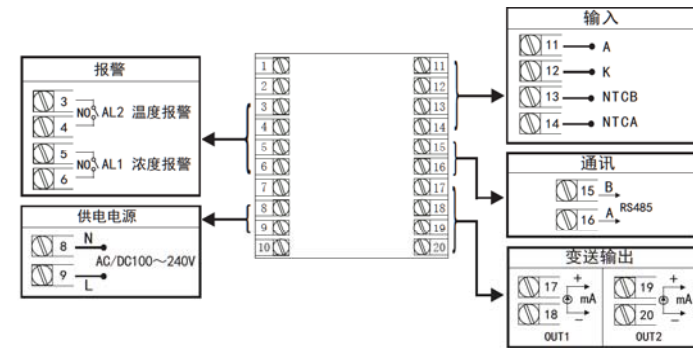 报警
3
NO AL2 温度报警
4
5
NO AL1 浓度报警
6
供电电源
8 N
AC/DC100～240V
9 L
1 11
2 12
3 13
4 14
5 15
6 16
7 17
8 18
9 19
10 20
输入
11 A
12 K
13 NTCB
14 NTCA
通讯
15 B
RS485
16 A
变送输出
17 + 19 +
mA mA
18 - 20 -
OUT1 OUT2